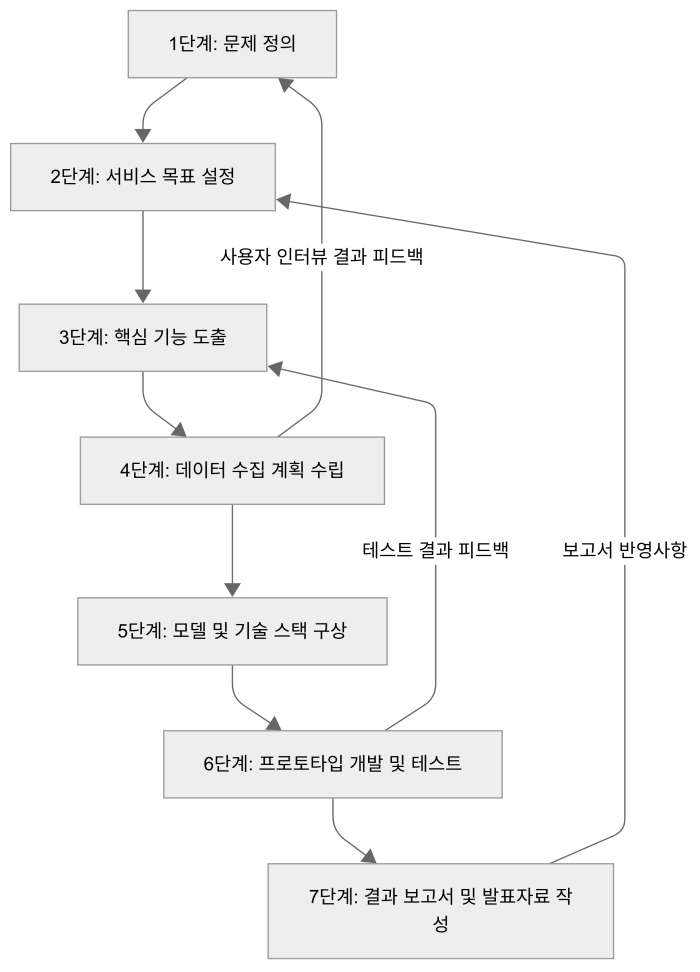 1단계: 문제 정의
2단계: 서비스 목표 설정
사용자 인터뷰 결과 피드백
3단계: 핵심 기능 도출
4단계: 데이터 수집 계획 수립
테스트 결과 피드백
보고서 반영사항
5단계: 모델 및 기술 스택 구상
6단계: 프로토타입 개발 및 테스트
7단계: 결과 보고서 및 발표자료 작
성